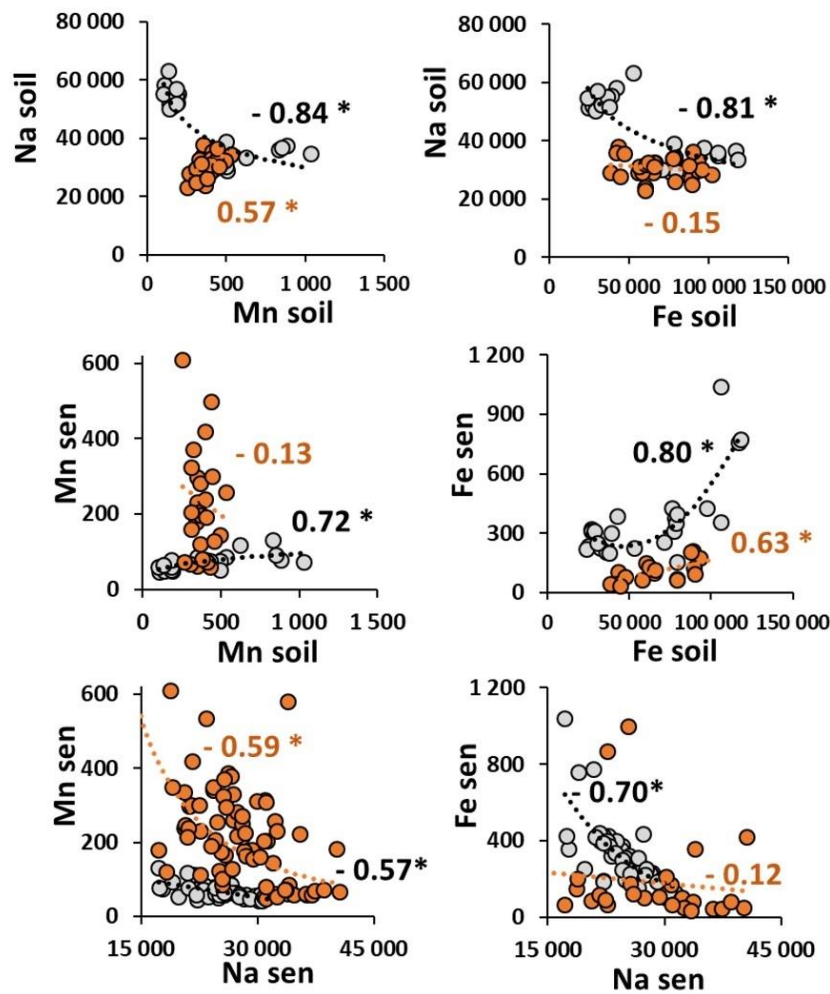 80 000
60 000
40 000
20 000
0
Na soil
- 0.84 *
0.57 *
0 500 1 000 1 500
Mn soil
80 000
60 000
40 000
20 000
0
Na soil
- 0.81 *
- 0.15
0 50 000 100 000 150 000
Fe soil
600
400
200
0
Mn sen
- 0.13
0.72 *
0 500 1 000 1 500
Mn soil
1 200
900
600
300
0
Fe sen
0.80 *
0.63 *
0 50 000 100 000 150 000
Fe soil
600
400
200
0
Mn sen
- 0.59 *
- 0.57*
15 000 30 000 45 000
Na sen
1 200
800
400
0
Fe sen
- 0.70*
- 0.12
15 000 30 000 45 000
Na sen